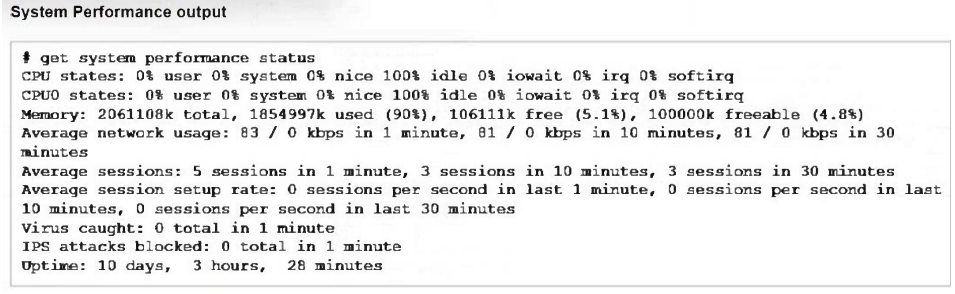 System Performance output
# get system performance status
CPU states: 0% user 0% system 0% nice 100% idle 0% iowait 0% irq 0% softirq
CPU0 states: 0% user 0% system 0% nice 100% idle 0% iowait 0% irq 0% softirq
Memory: 2061108k total, 1854997k used (90%), 106111k free (5.1%), 100000k freeable (4.8%)
Average network usage: 83 / 0 kbps in 1 minute, 81 / 0 kbps in 10 minutes, 81 / 0 kbps in 30
minutes
Average sessions: 5 sessions in 1 minute, 3 sessions in 10 minutes, 3 sessions in 30 minutes
Average session setup rate: 0 sessions per second in last 1 minute, 0 sessions per second in last
10 minutes, 0 sessions per second in last 30 minutes
Virus caught: 0 total in 1 minute
IPS attacks blocked: 0 total in 1 minute
Uptime: 10 days, 3 hours, 28 minutes